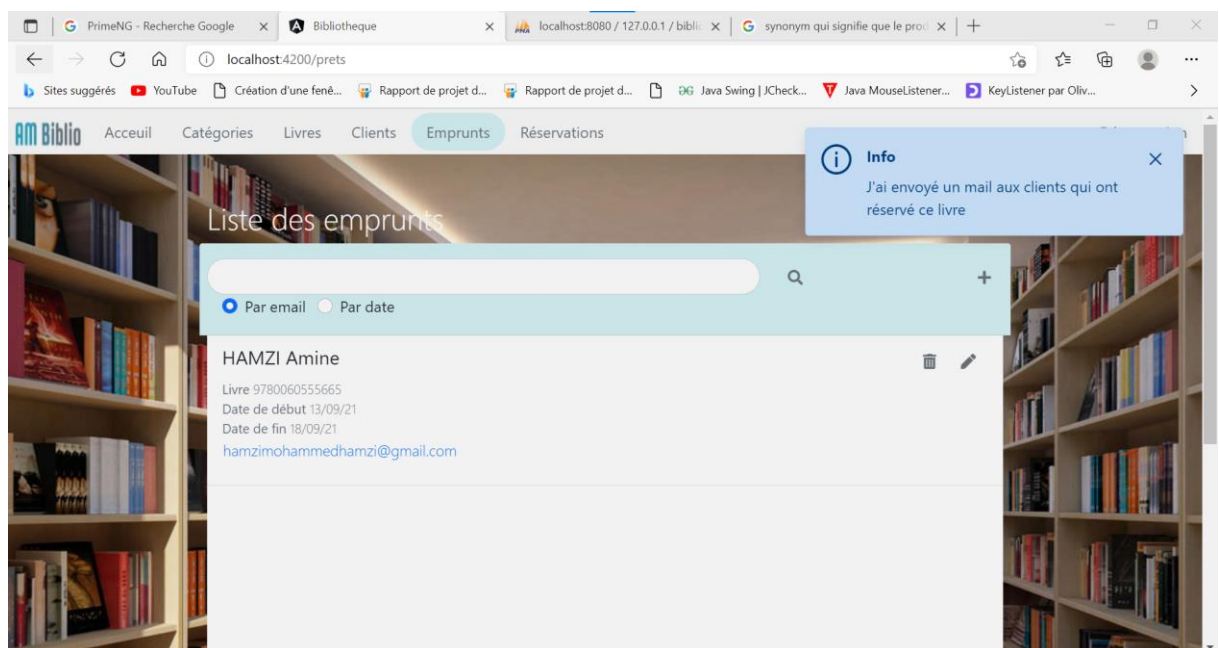 PrimeNG - Recherche Google
Bibliotheque
localhost:8080 / 127.0.0.1 / biblic
synonym qui signifie que le prod
localhost:4200/prets
Sites suggérés
YouTube
Création d'une fenê...
Rapport de projet d...
Rapport de projet d...
Java Swing | JCheck...
Java MouseListener...
KeyListener par Oliv...
AM Biblio
Acceuil
Catégories
Livres
Clients
Emprunts
Réservations
Info
J'ai envoyé un mail aux clients qui ont
réservé ce livre
Liste des emprunts
Par email
Par date
HAMZI Amine
Livre 9780060555665
Date de début 13/09/21
Date de fin 18/09/21
hamzimohammedhamzi@gmail.com